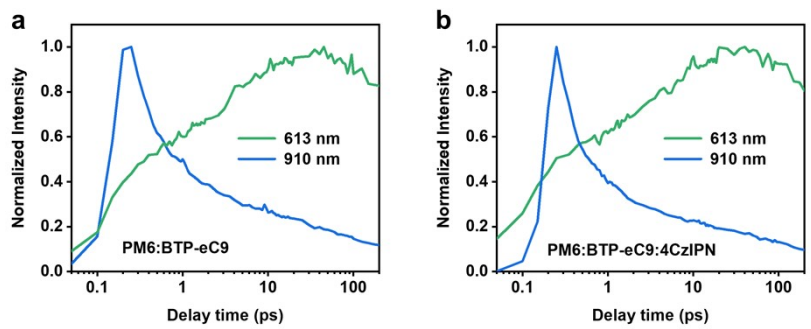 a
1.0
0.8
0.6
0.4
0.2
0.0
Normalized Intensity
613 nm
910 nm
PM6:BTP-eC9
0.1 1 10 100
Delay time (ps)
b
1.0
0.8
0.6
0.4
0.2
0.0
Normalized Intensity
613 nm
910 nm
PM6:BTP-eC9:4CzIPN
0.1 1 10 100
Delay time (ps)